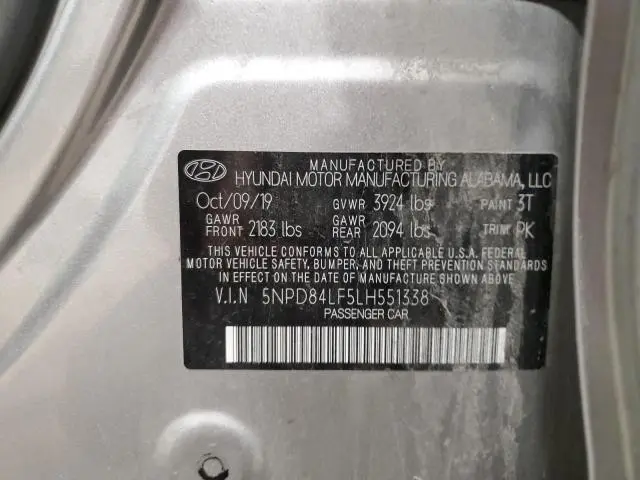 MANUFACTURED BY
HYUNDAI MOTOR MANUFACTURING ALABAMA, LLC
Oct/09/19 GVWR 3924 lbs PAINT 3T
GAWR FRONT 2183 lbs GAWR REAR 2094 lbs TRIM PK
THIS VEHICLE CONFORMS TO ALL APPLICABLE U.S.A. FEDERAL
MOTOR VEHICLE SAFETY, BUMPER, AND THEFT PREVENTION STANDARDS
IN EFFECT ON THE DATE OF MANUFACTURE SHOWN ABOVE.
V.I.N 5NPD84LF5LH551338
PASSENGER CAR